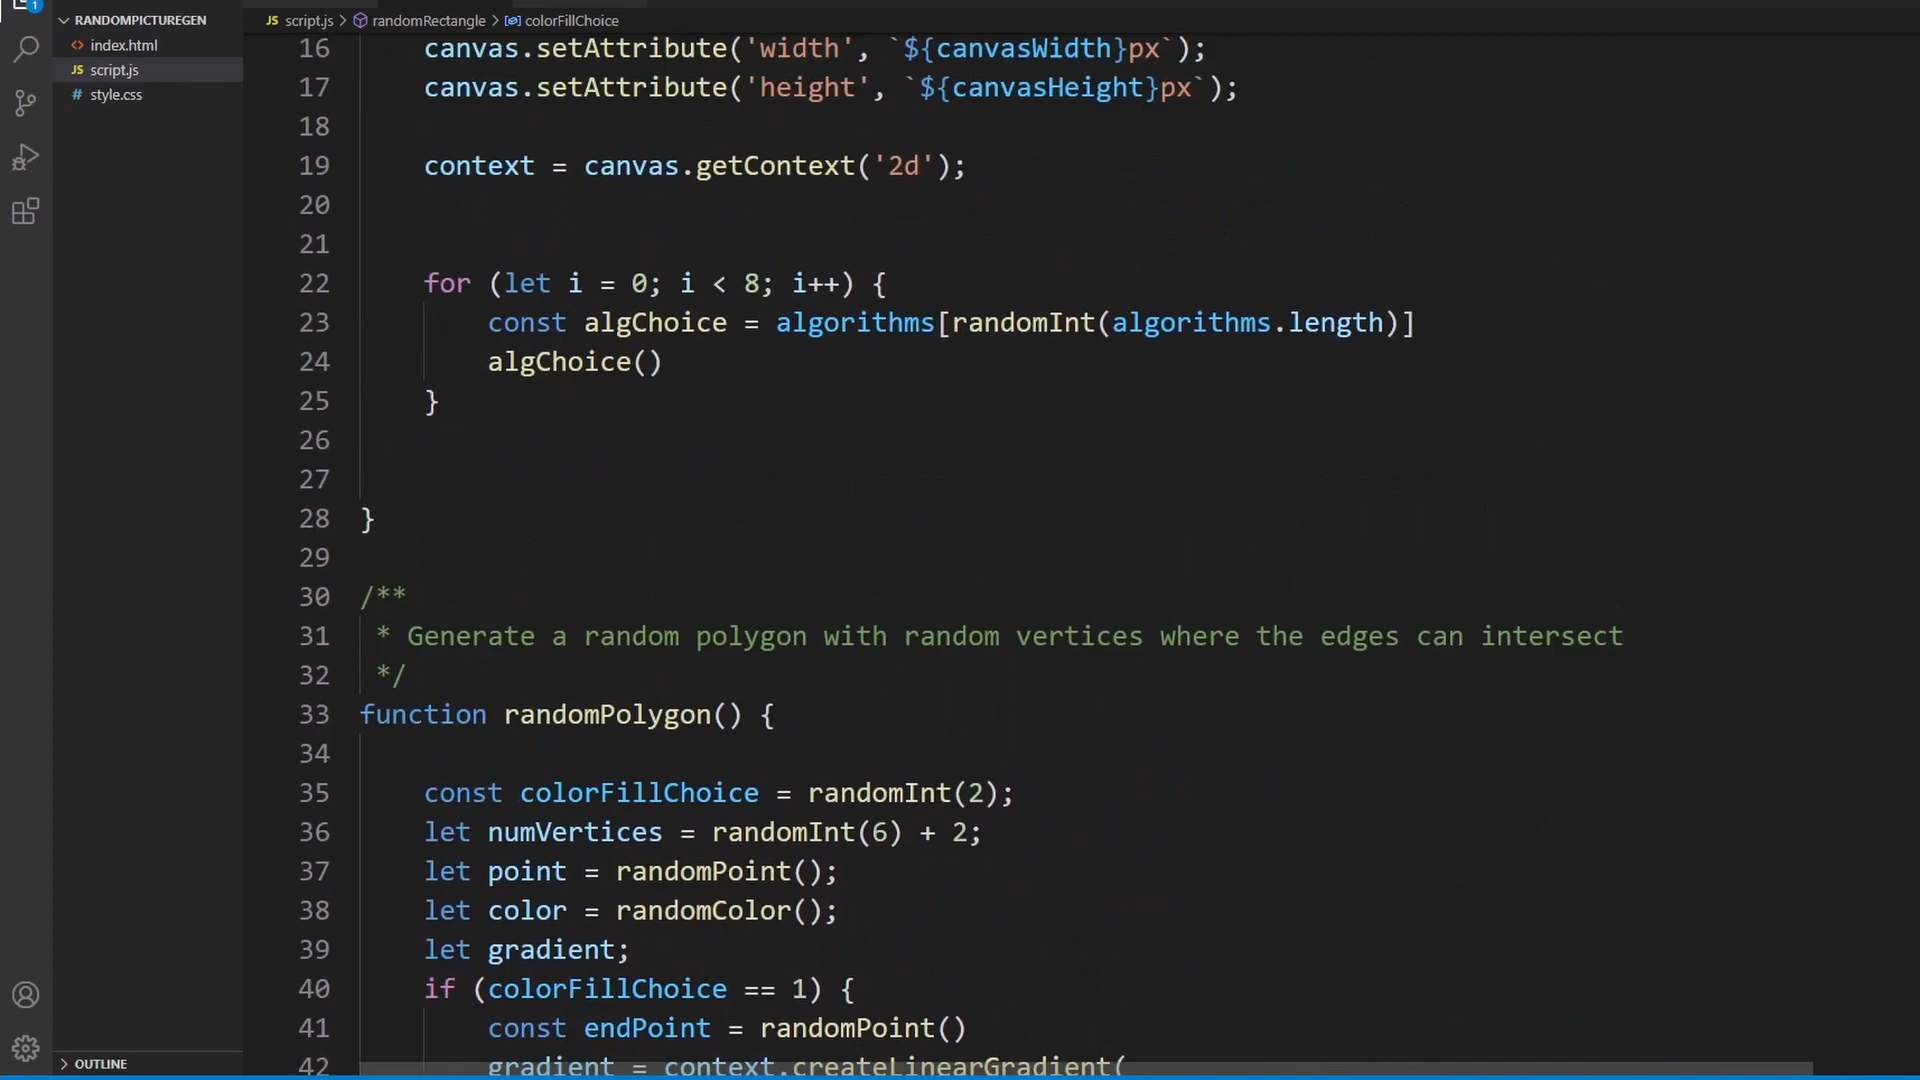 1
RANDOMPICTUREGEN
<> index.html
JS script.js
# style.css
OUTLINE
JS script.js > randomRectangle > colorFillChoice
16 canvas.setAttribute('width', `${canvasWidth}px`);
17 canvas.setAttribute('height', `${canvasHeight}px`);
18
19 context = canvas.getContext('2d');
20
21
22 for (let i = 0; i < 8; i++) {
23 const algChoice = algorithms[randomInt(algorithms.length)]
24 algChoice()
25 }
26
27
28 }
29
30 /**
31 * Generate a random polygon with random vertices where the edges can intersect
32 */
33 function randomPolygon() {
34
35 const colorFillChoice = randomInt(2);
36 let numVertices = randomInt(6) + 2;
37 let point = randomPoint();
38 let color = randomColor();
39 let gradient;
40 if (colorFillChoice == 1) {
41 const endPoint = randomPoint()
42 gradient = context.createLinearGradient(